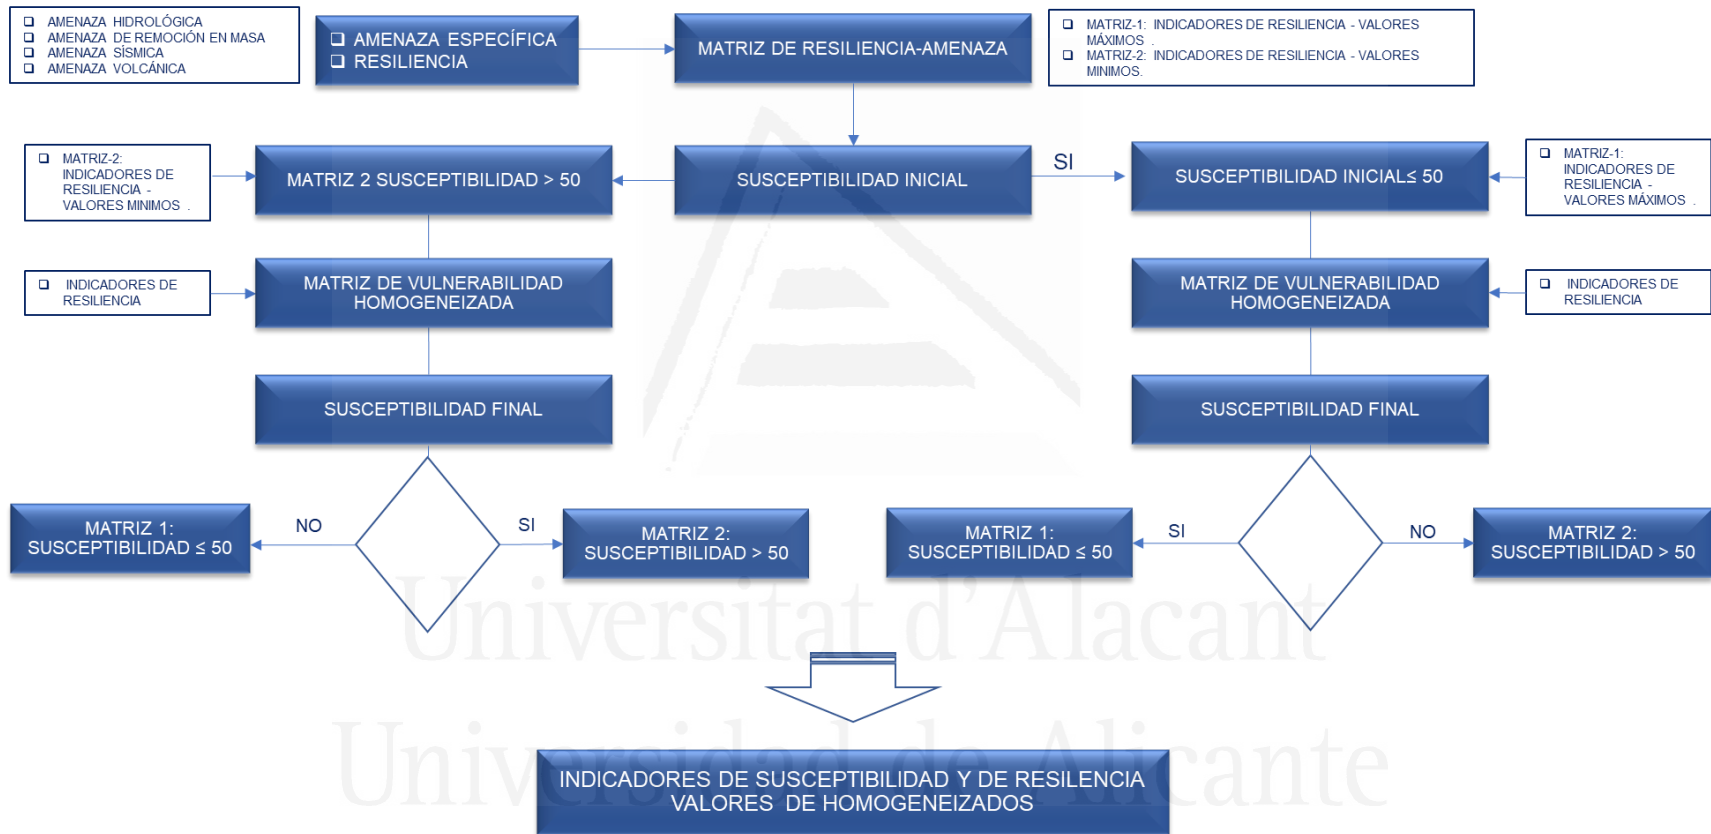 AMENAZA HIDROLÓGICA
AMENAZA DE REMOCIÓN EN MASA
AMENAZA SÍSMICA
AMENAZA VOLCÁNICA
AMENAZA ESPECÍFICA
RESILIENCIA
MATRIZ DE RESILIENCIA-AMENAZA
MATRIZ-1: INDICADORES DE RESILIENCIA - VALORES
MÁXIMOS .
MATRIZ-2: INDICADORES DE RESILIENCIA - VALORES
MINIMOS.
MATRIZ-2:
INDICADORES DE
RESILIENCIA -
VALORES MINIMOS .
MATRIZ 2 SUSCEPTIBILIDAD > 50
SUSCEPTIBILIDAD INICIAL
SI
SUSCEPTIBILIDAD INICIAL≤ 50
MATRIZ-1:
INDICADORES DE
RESILIENCIA -
VALORES MÁXIMOS .
INDICADORES DE
RESILIENCIA
MATRIZ DE VULNERABILIDAD
HOMOGENEIZADA
MATRIZ DE VULNERABILIDAD
HOMOGENEIZADA
INDICADORES DE
RESILIENCIA
SUSCEPTIBILIDAD FINAL
SUSCEPTIBILIDAD FINAL
MATRIZ 1:
SUSCEPTIBILIDAD ≤ 50
NO
SI
MATRIZ 2:
SUSCEPTIBILIDAD > 50
MATRIZ 1:
SUSCEPTIBILIDAD ≤ 50
SI
NO
MATRIZ 2:
SUSCEPTIBILIDAD > 50
Universitat d'Alacant
Universidad de Alicante
INDICADORES DE SUSCEPTIBILIDAD Y DE RESILENCIA
VALORES DE HOMOGENEIZADOS